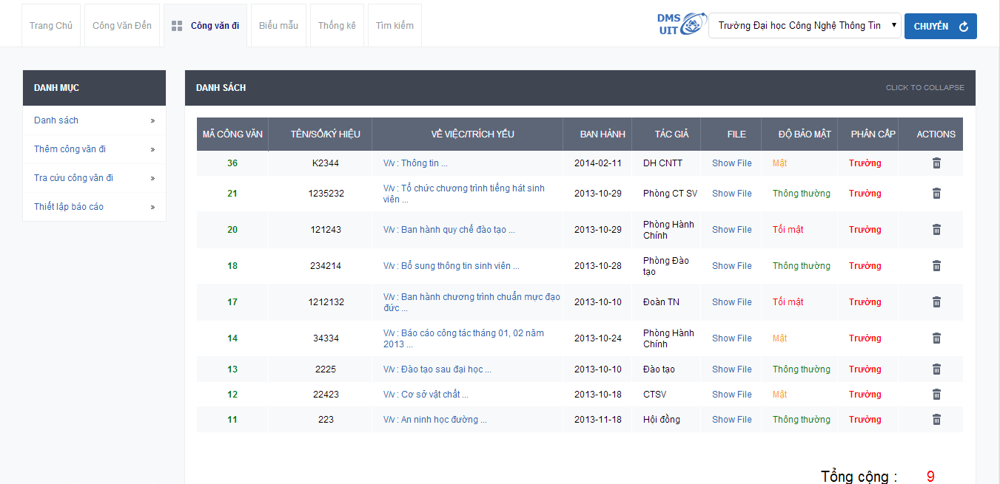 Trang Chủ
Công Văn Đến
Công văn đi
Biểu mẫu
Thống kê
Tìm kiếm
DMS
UIT
Trường Đại học Công Nghệ Thông Tin
CHUYỂN
DANH MỤC
Danh sách »
Thêm công văn đi »
Tra cứu công văn đi »
Thiết lập báo cáo »
DANH SÁCH
CLICK TO COLLAPSE
MÃ CÔNG VĂN TÊN/SỐ/KÝ HIỆU VỀ VIỆC/TRÍCH YẾU BAN HÀNH TÁC GIẢ FILE ĐỘ BẢO MẬT PHÂN CẤP ACTIONS
36 K2344 V/v : Thông tin ... 2014-02-11 DH CNTT Show File Mật Trường
21 1235232 V/v : Tổ chức chương trình tiếng hát sinh
viên ... 2013-10-29 Phòng CT SV Show File Thông thường Trường
20 121243 V/v : Ban hành quy chế đào tạo ... 2013-10-29 Phòng Hành
Chính Show File Tối mật Trường
18 234214 V/v : Bổ sung thông tin sinh viên ... 2013-10-28 Phòng Đào
tạo Show File Thông thường Trường
17 1212132 V/v : Ban hành chương trình chuẩn mực đạo
đức ... 2013-10-10 Đoàn TN Show File Tối mật Trường
14 34334 V/v : Báo cáo công tác tháng 01, 02 năm
2013 ... 2013-10-24 Phòng Hành
Chính Show File Mật Trường
13 2225 V/v : Đào tạo sau đại học ... 2013-10-10 Đào tạo Show File Thông thường Trường
12 22423 V/v : Cơ sở vật chất ... 2013-10-18 CTSV Show File Mật Trường
11 223 V/v : An ninh học đường ... 2013-11-18 Hội đồng Show File Thông thường Trường
Tổng cộng : 9